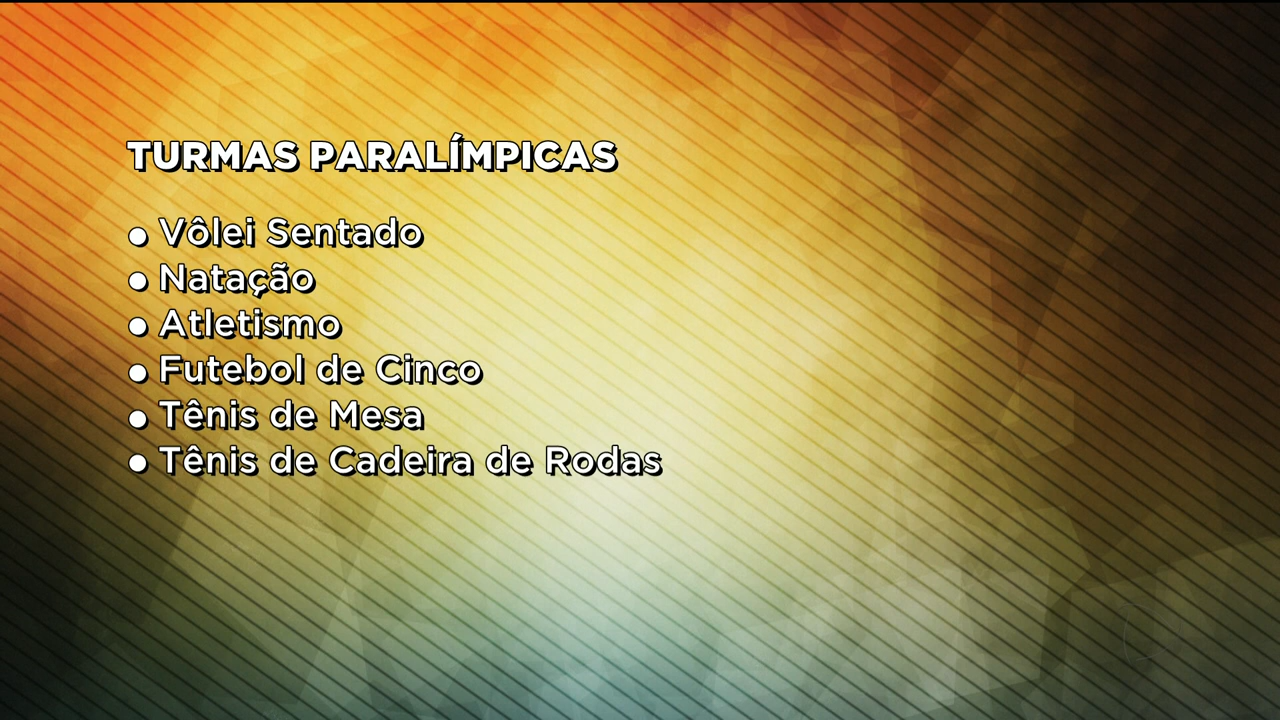 TURMAS PARALÍMPICAS
• Vôlei Sentado
• Natação
• Atletismo
• Futebol de Cinco
• Tênis de Mesa
• Tênis de Cadeira de Rodas